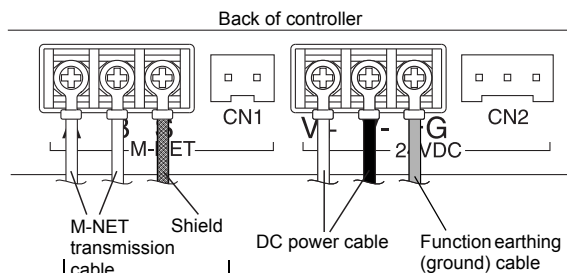 Back of controller
CN1
CN2
A B S
V+ V- FG
M-NET
24VDC
M-NET
transmission
cable
Shield
DC power cable
Function earthing
(ground) cable